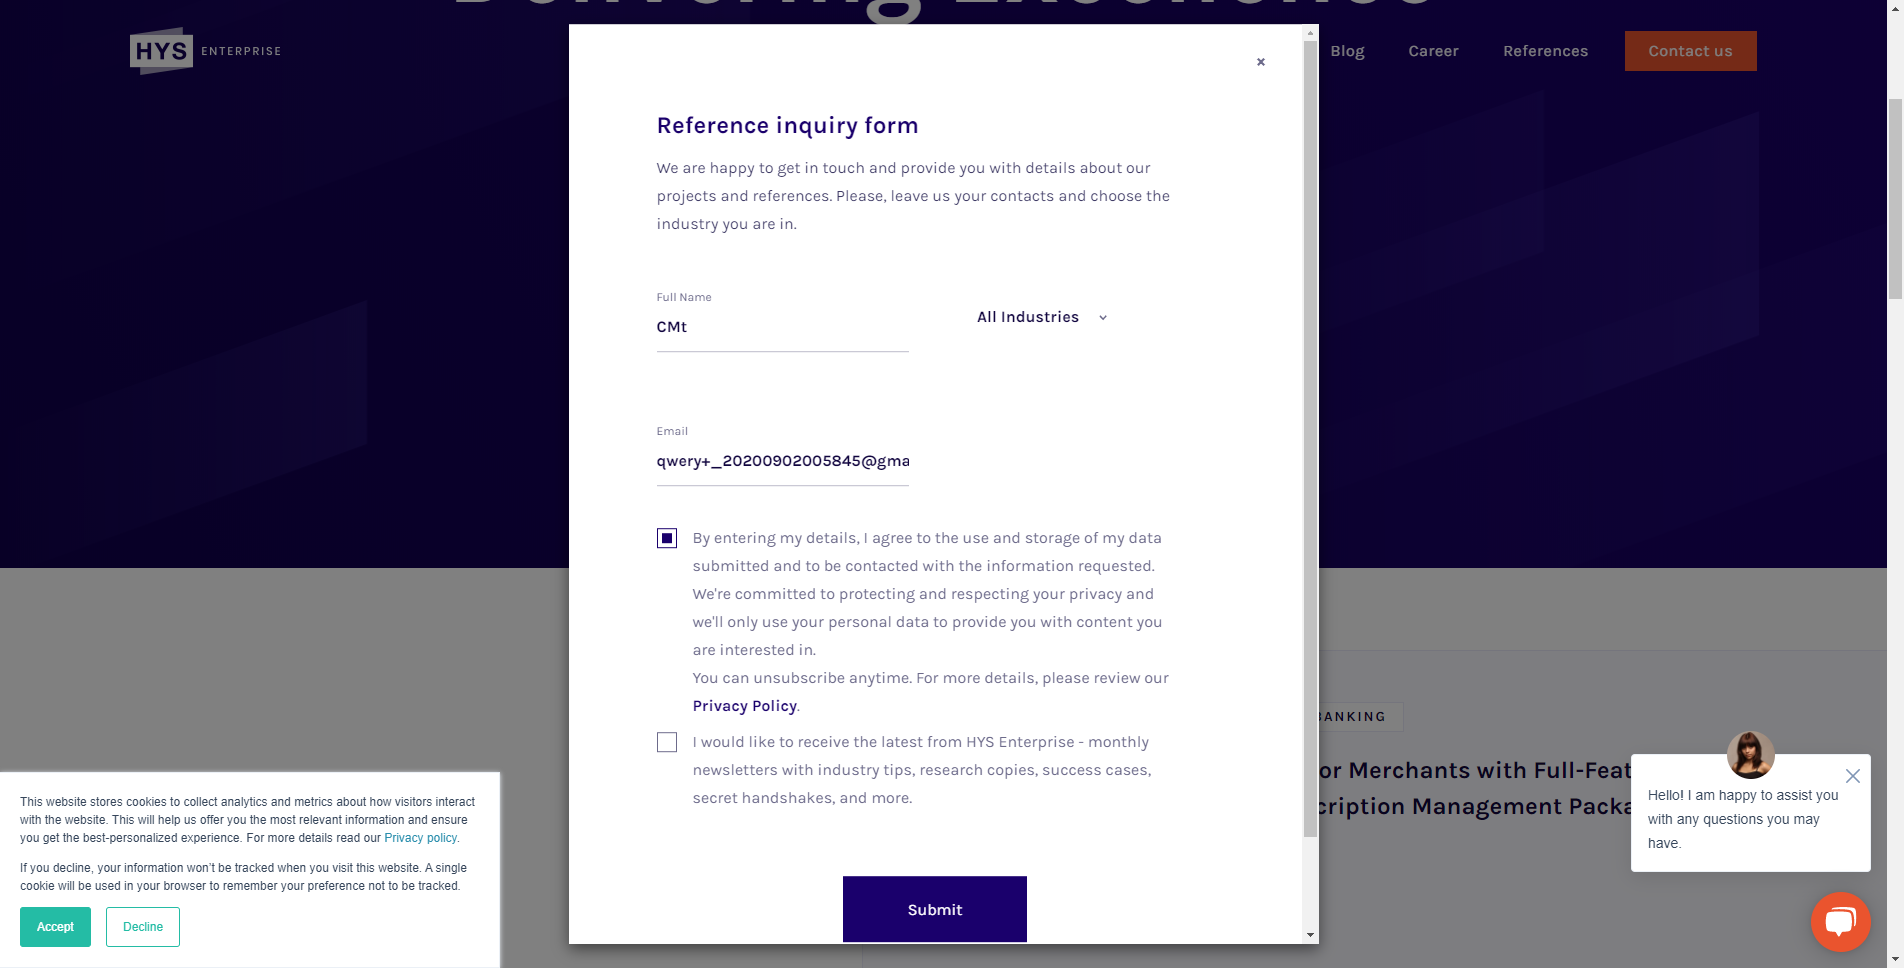 Delivering Excellence
HYS ENTERPRISE
Blog
Career
References
Contact us
×
Reference inquiry form
We are happy to get in touch and provide you with details about our
projects and references. Please, leave us your contacts and choose the
industry you are in.
Full Name
CMt
All Industries
Email
qwery+_20200902005845@gma
By entering my details, I agree to the use and storage of my data
submitted and to be contacted with the information requested.
We're committed to protecting and respecting your privacy and
we'll only use your personal data to provide you with content you
are interested in.
You can unsubscribe anytime. For more details, please review our
Privacy Policy.
I would like to receive the latest from HYS Enterprise - monthly
newsletters with industry tips, research copies, success cases,
secret handshakes, and more.
Submit
BANKING
or Merchants with Full-Feat
cription Management Packa
Hello! I am happy to assist you
with any questions you may
have.
This website stores cookies to collect analytics and metrics about how visitors interact
with the website. This will help us offer you the most relevant information and ensure
you get the best-personalized experience. For more details read our Privacy policy.
If you decline, your information won't be tracked when you visit this website. A single
cookie will be used in your browser to remember your preference not to be tracked.
Accept
Decline